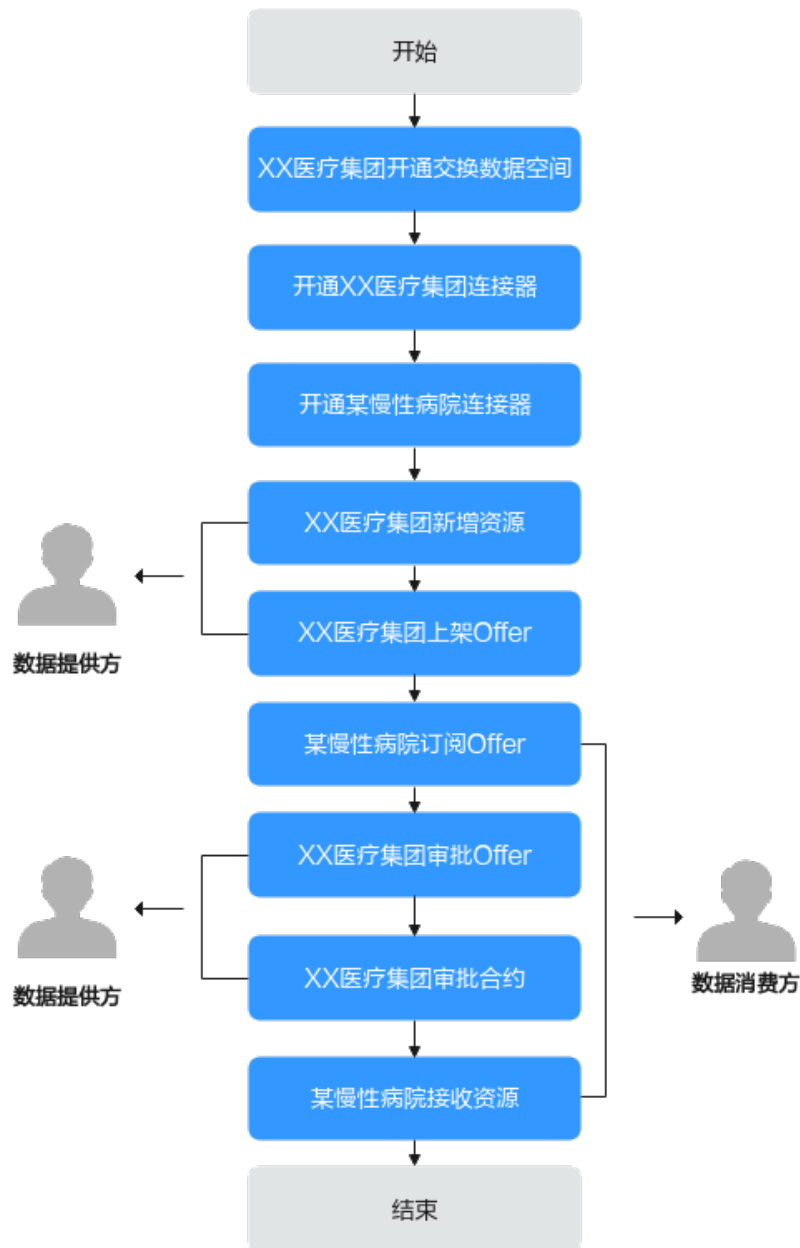 开始
XX医疗集团开通交换数据空间
开通XX医疗集团连接器
开通某慢性病院连接器
XX医疗集团新增资源
XX医疗集团上架Offer
数据提供方
某慢性病院订阅Offer
XX医疗集团审批Offer
XX医疗集团审批合约
数据提供方
数据消费方
某慢性病院接收资源
结束